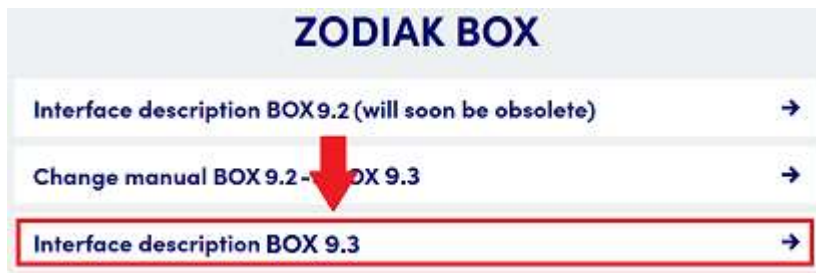 ZODIAK BOX
Interface description BOX 9.2 (will soon be obsolete)
Change manual BOX 9.2 - OX 9.3
Interface description BOX 9.3